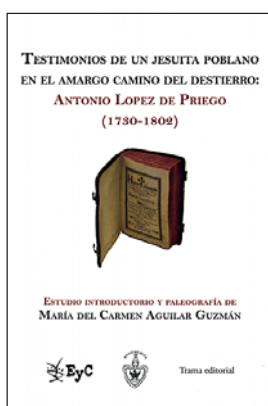 TESTIMONIOS DE UN JESUITA POBLANO
EN EL AMARGO CAMINO DEL DESTIERRO:
ANTONIO LOPEZ DE PRIEGO
(1730-1802)
ESTUDIO INTRODUCTORIO Y PALEOGRAFÍA DE
MARÍA DEL CARMEN AGUILAR GUZMÁN
EyC
Trama editorial